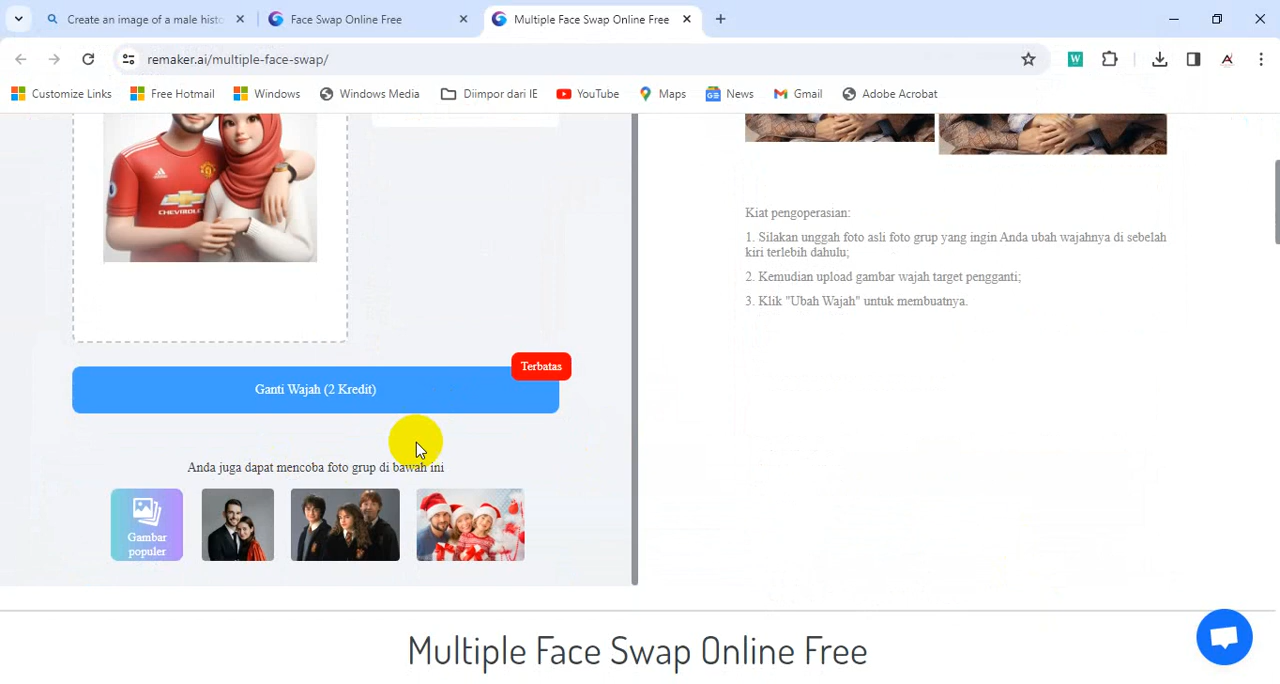 Create an image of a male histo
Face Swap Online Free
Multiple Face Swap Online Free
remaker.ai/multiple-face-swap/
W
Customize Links
Free Hotmail
Windows
Windows Media
Diimpor dari IE
YouTube
Maps
News
Gmail
Adobe Acrobat
CHEVROLET
Kiat pengoperasian:
1. Silakan unggah foto asli foto grup yang ingin Anda ubah wajahnya di sebelah
kiri terlebih dahulu;
2. Kemudian upload gambar wajah target pengganti;
3. Klik "Ubah Wajah" untuk membuatnya.
Terbatas
Ganti Wajah (2 Kredit)
Anda juga dapat mencoba foto grup di bawah ini
Gambar
populer
Multiple Face Swap Online Free